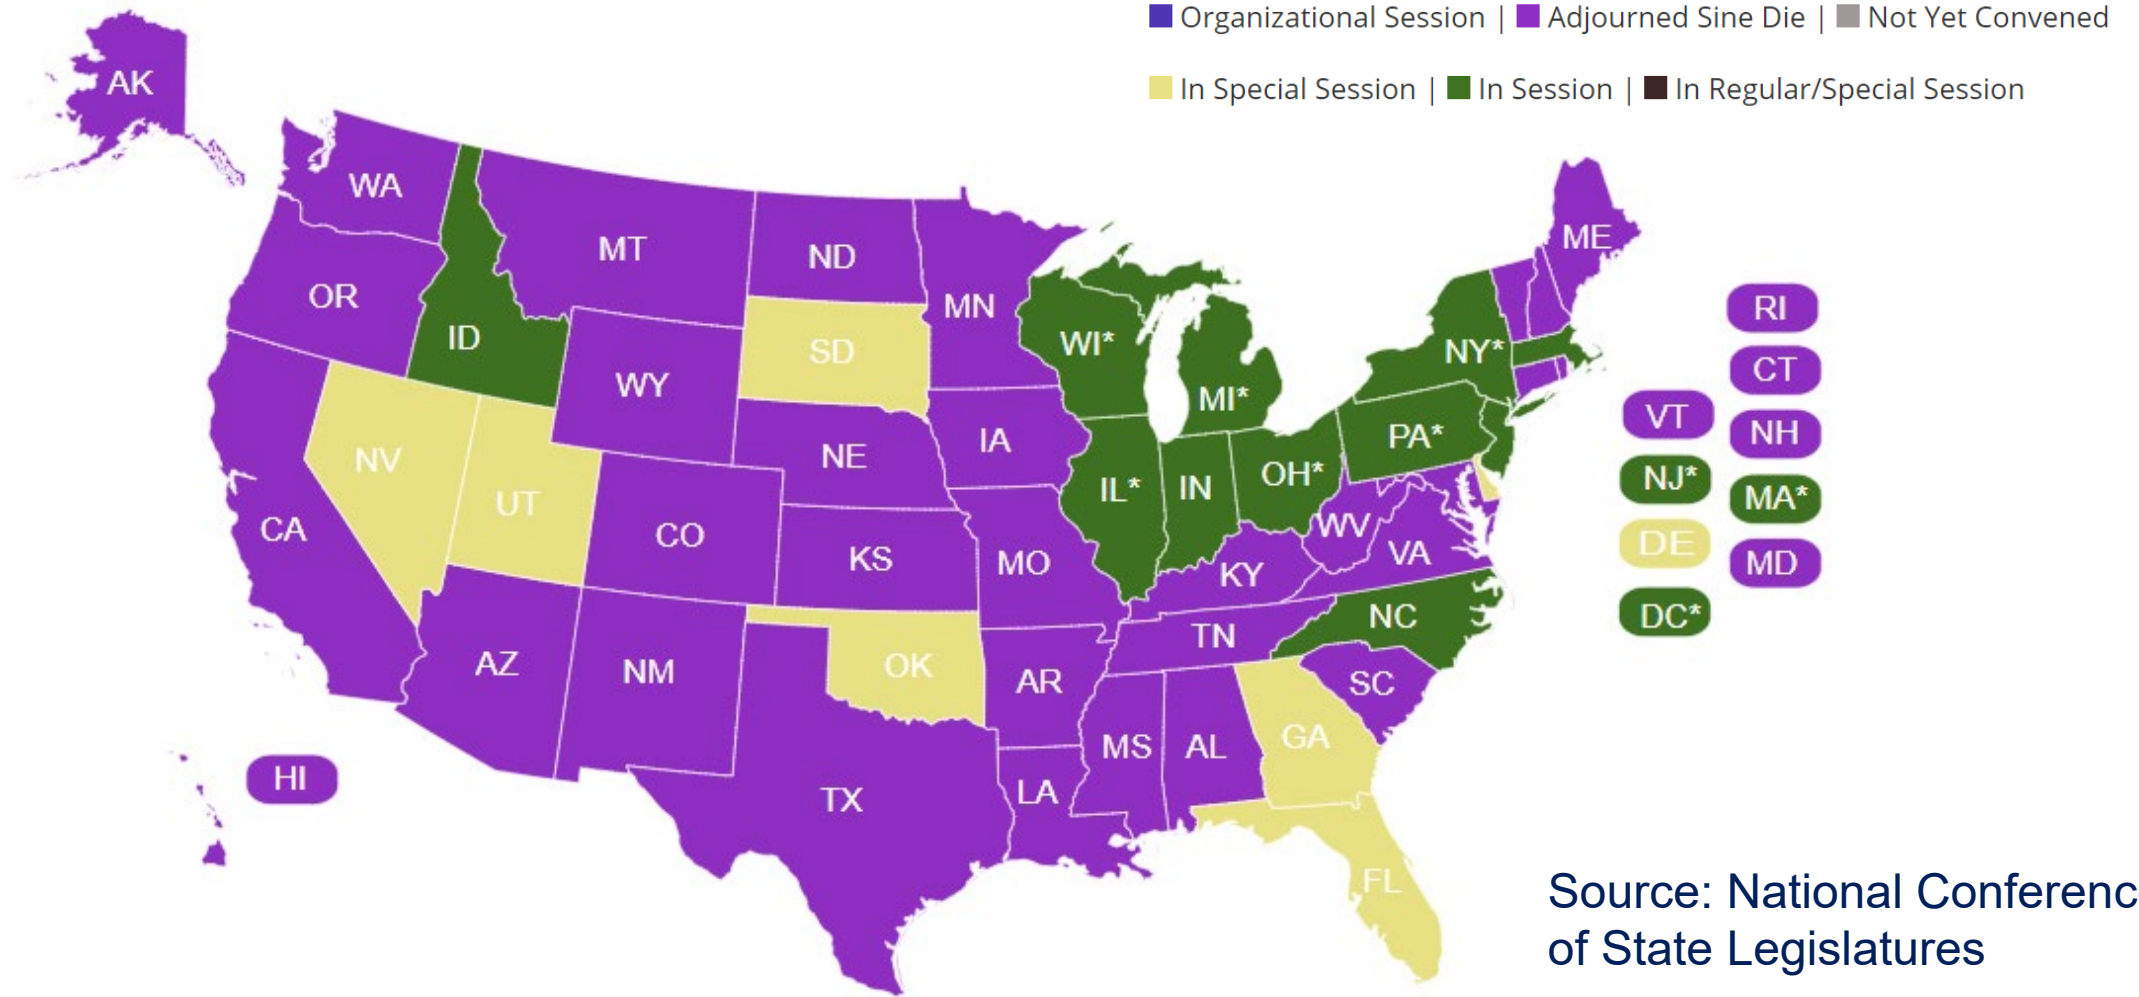 Organizational Session | Adjourned Sine Die | Not Yet Convened
In Special Session | In Session | In Regular/Special Session
AK
WA
MT
ND
ME
OR
MN
RI
ID
SD
WI*
NY*
WY
MI*
CT
NV
NE
IA
PA*
VT
NH
UT
IL*
IN
OH*
NJ*
MA*
CA
CO
KS
MO
WV
VA
DE
MD
KY
AZ
NM
OK
AR
TN
NC
DC*
SC
HI
TX
LA
MS
AL
GA
FL
Source: National Conferenc
of State Legislatures